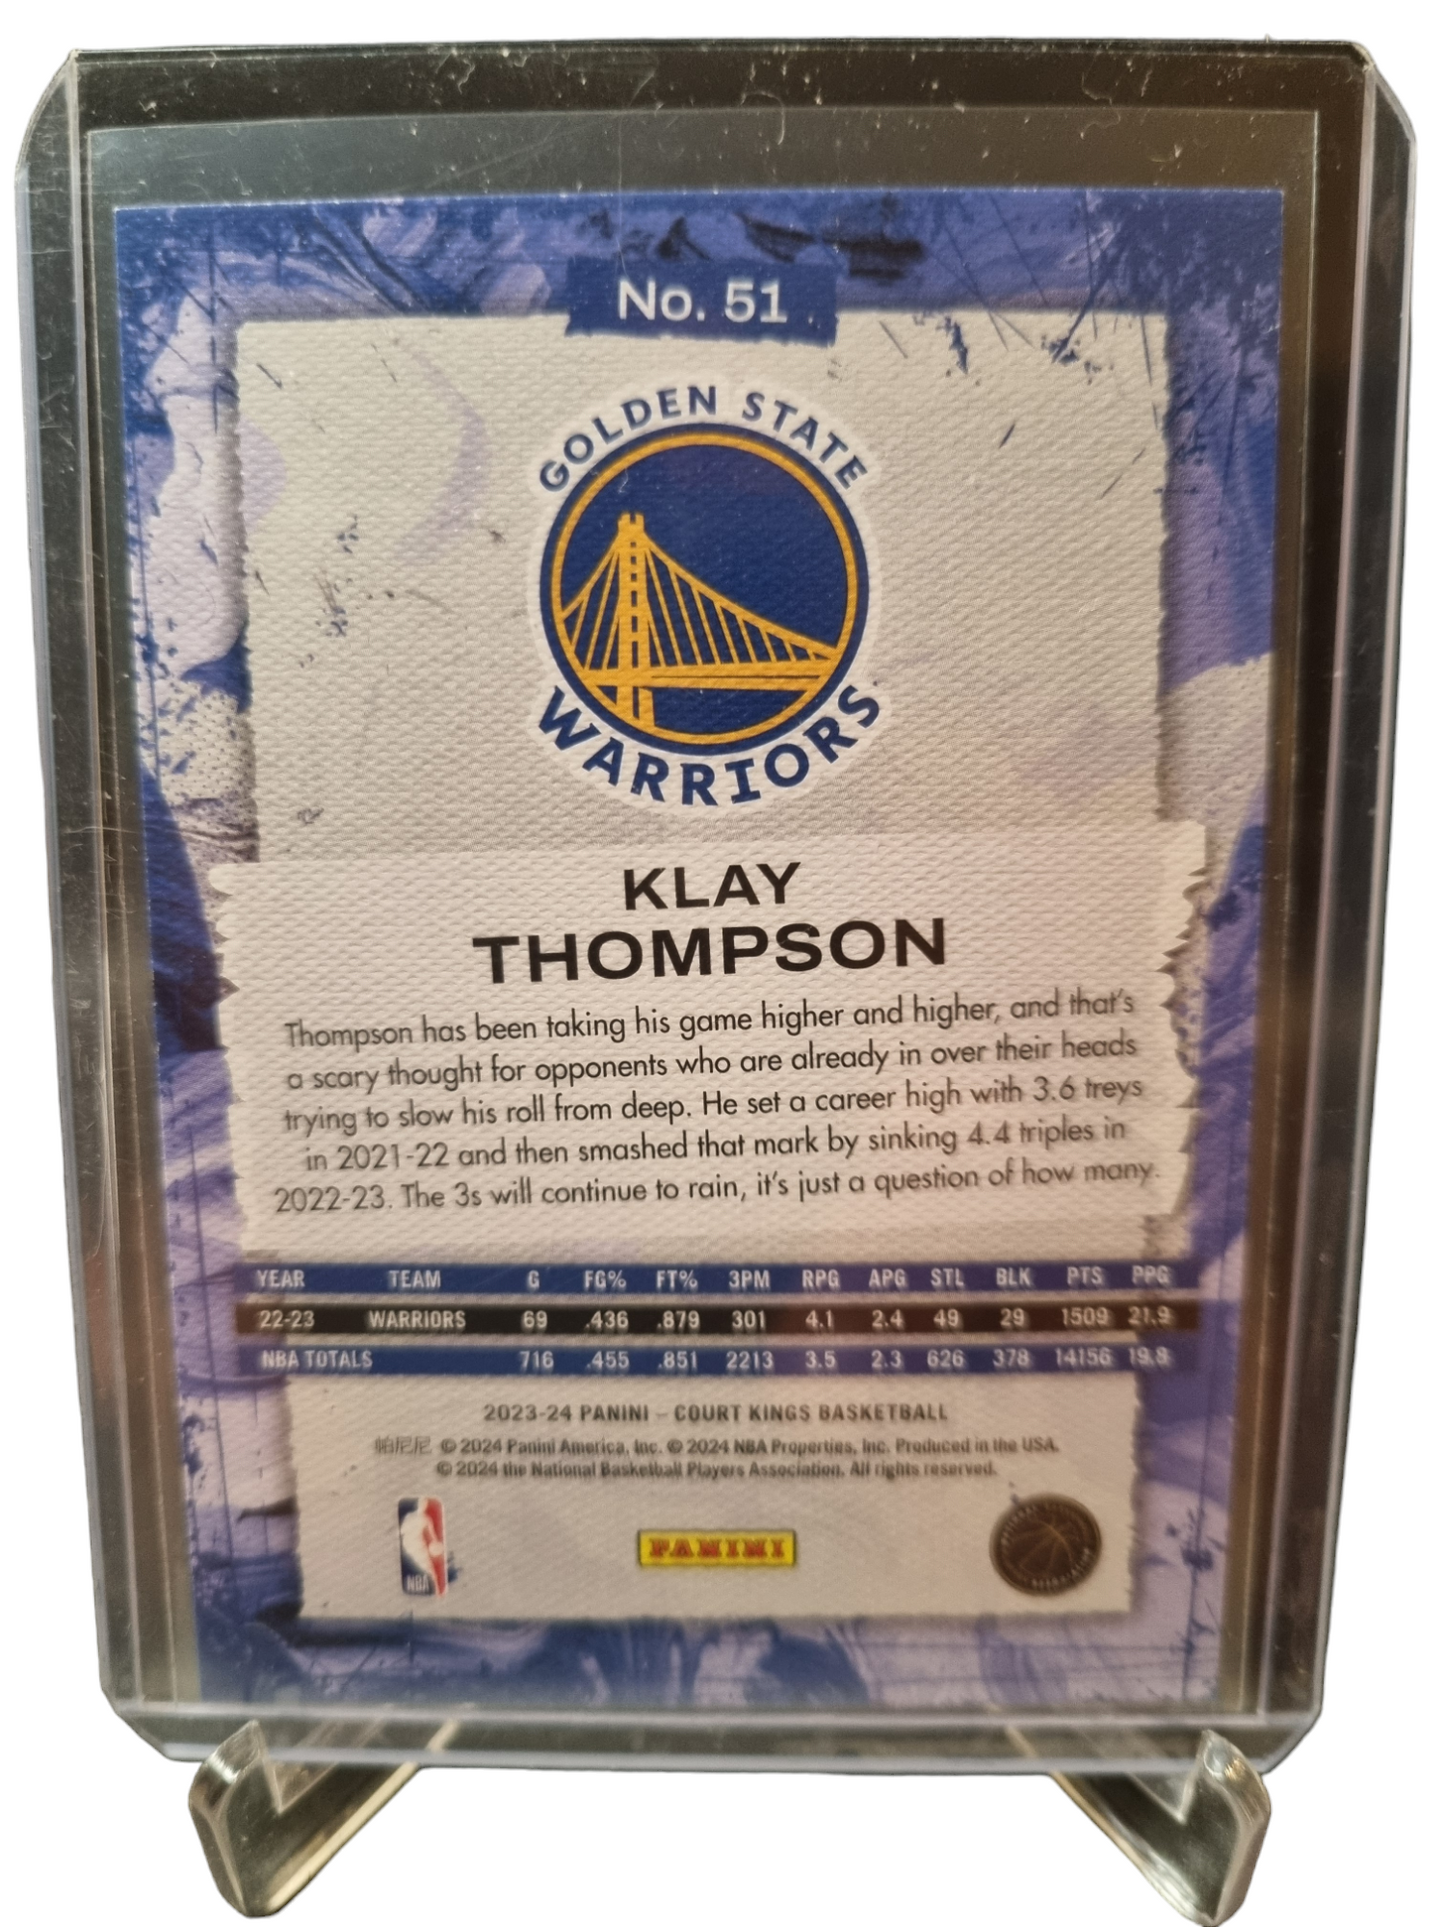 No. 51
GOLDEN STATE
WARRIORS
KLAY
THOMPSON
Thompson has been taking his game higher and higher, and that's
a scary thought for opponents who are already in over their heads
trying to slow his roll from deep. He set a career high with 3.6 treys
in 2021-22 and then smashed that mark by sinking 4.4 triples in
2022-23. The 3s will continue to rain, it's just a question of how many.
YEAR TEAM G FG% FT% 3PM RPG APG STL BLK PTS PPG
22-23 WARRIORS 69 .436 .879 301 4.1 2.4 49 29 1509 21.9
NBA TOTALS 716 .455 .851 2213 3.5 2.3 626 378 14156 19.8
2023-24 PANINI – COURT KINGS BASKETBALL
帕尼尼 © 2024 Panini America, Inc. © 2024 NBA Properties, Inc. Produced in the USA.
© 2024 the National Basketball Players Association. All rights reserved.
NBA
PANINI